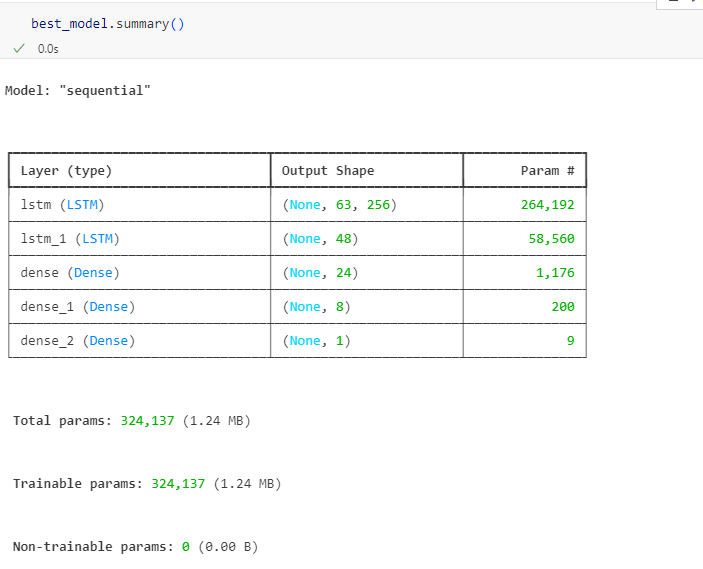 best_model.summary()
0.0s
Model: "sequential"
Layer (type) Output Shape Param #
lstm (LSTM) (None, 63, 256) 264,192
lstm_1 (LSTM) (None, 48) 58,560
dense (Dense) (None, 24) 1,176
dense_1 (Dense) (None, 8) 200
dense_2 (Dense) (None, 1) 9
Total params: 324,137 (1.24 MB)
Trainable params: 324,137 (1.24 MB)
Non-trainable params: 0 (0.00 B)